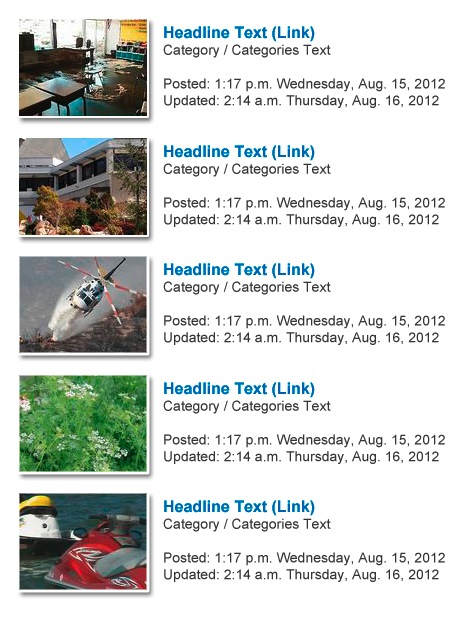 Headline Text (Link)
Category / Categories Text
Posted: 1:17 p.m. Wednesday, Aug. 15, 2012
Updated: 2:14 a.m. Thursday, Aug. 16, 2012
Headline Text (Link)
Category / Categories Text
Posted: 1:17 p.m. Wednesday, Aug. 15, 2012
Updated: 2:14 a.m. Thursday, Aug. 16, 2012
Headline Text (Link)
Category / Categories Text
Posted: 1:17 p.m. Wednesday, Aug. 15, 2012
Updated: 2:14 a.m. Thursday, Aug. 16, 2012
Headline Text (Link)
Category / Categories Text
Posted: 1:17 p.m. Wednesday, Aug. 15, 2012
Updated: 2:14 a.m. Thursday, Aug. 16, 2012
Headline Text (Link)
Category / Categories Text
Posted: 1:17 p.m. Wednesday, Aug. 15, 2012
Updated: 2:14 a.m. Thursday, Aug. 16, 2012